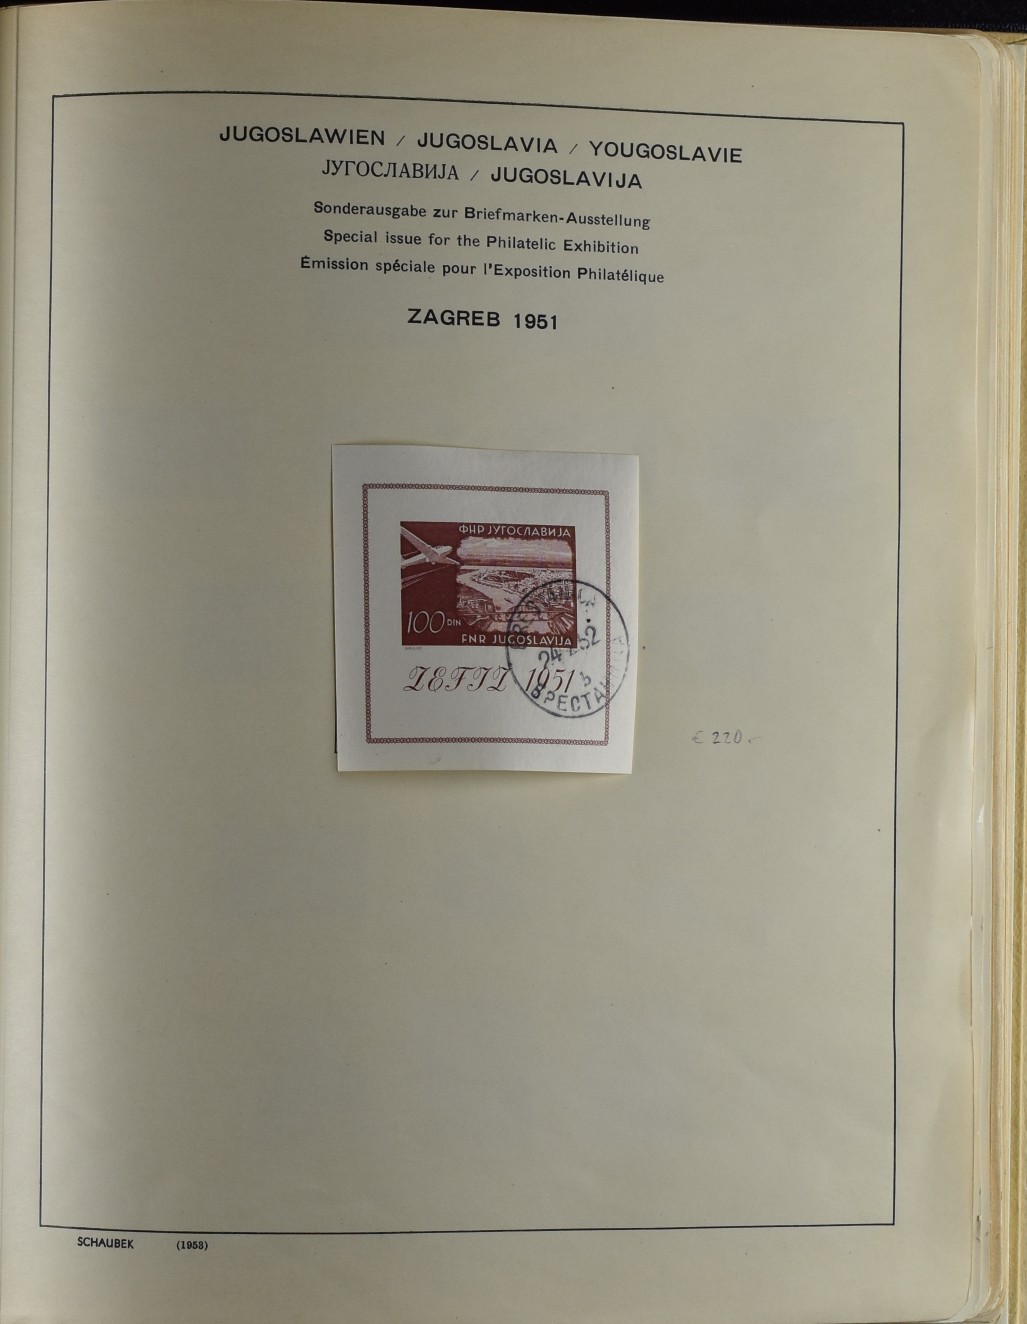 JUGOSLAWIEN / JUGOSLAVIA / YOUGOSLAVIE
ЈУГОСЛАВИЈА / JUGOSLAVIJA
Sonderausgabe zur Briefmarken-Ausstellung
Special issue for the Philatelic Exhibition
Émission spéciale pour l'Exposition Philatélique
ZAGREB 1951
ФНР ЈУГОСЛАВИЈА
100 DIN
FNR JUGOSLAVIJA
ZEFIZ 1951
€ 220.-
SCHAUBEK (1953)